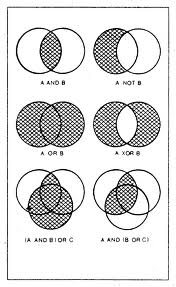 A AND B
A NOT B
A OR B
A XOR B
(A AND B) OR C
A AND (B OR C)